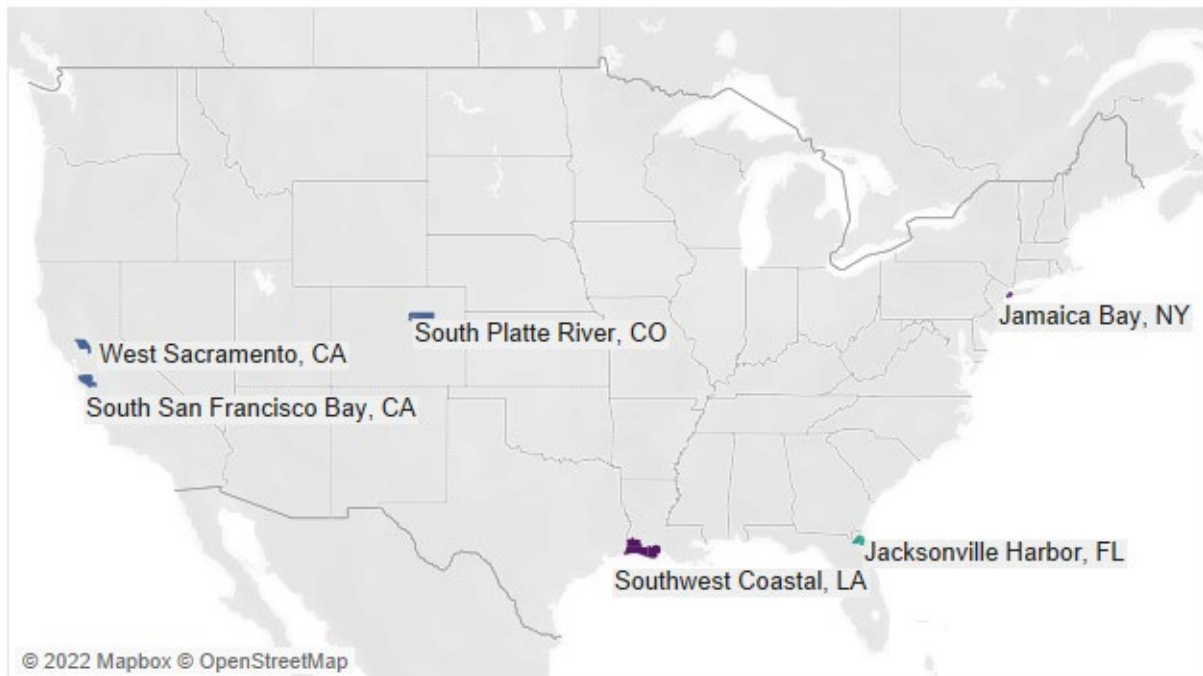 Jamaica Bay, NY
South Platte River, CO
West Sacramento, CA
South San Francisco Bay, CA
Jacksonville Harbor, FL
Southwest Coastal, LA
© 2022 Mapbox © OpenStreetMap